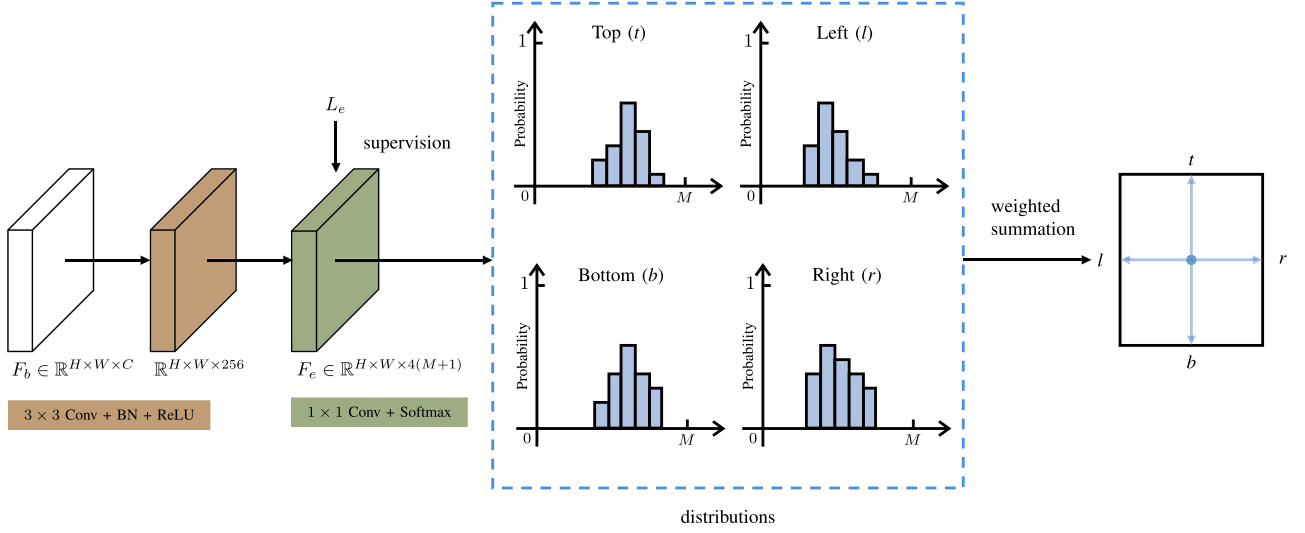 L_e
supervision
F_b ∈ ℝ^{H×W×C}
ℝ^{H×W×256}
F_e ∈ ℝ^{H×W×4(M+1)}
3 × 3 Conv + BN + ReLU
1 × 1 Conv + Softmax
Top (t)
1
Probability
0
M
Left (l)
1
Probability
0
M
Bottom (b)
1
Probability
0
M
Right (r)
1
Probability
0
M
distributions
weighted
summation
t
l
r
b